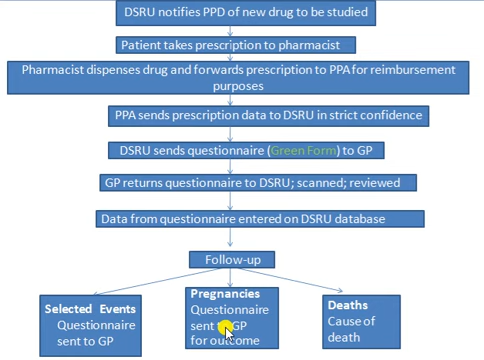 DSRU notifies PPD of new drug to be studied
Patient takes prescription to pharmacist
Pharmacist dispenses drug and forwards prescription to PPA for reimbursement
purposes
PPA sends prescription data to DSRU in strict confidence
DSRU sends questionnaire (Green Form) to GP
GP returns questionnaire to DSRU; scanned; reviewed
Data from questionnaire entered on DSRU database
Follow-up
Selected Events
Questionnaire
sent to GP
Pregnancies
Questionnaire
sent to GP
for outcome
Deaths
Cause of
death